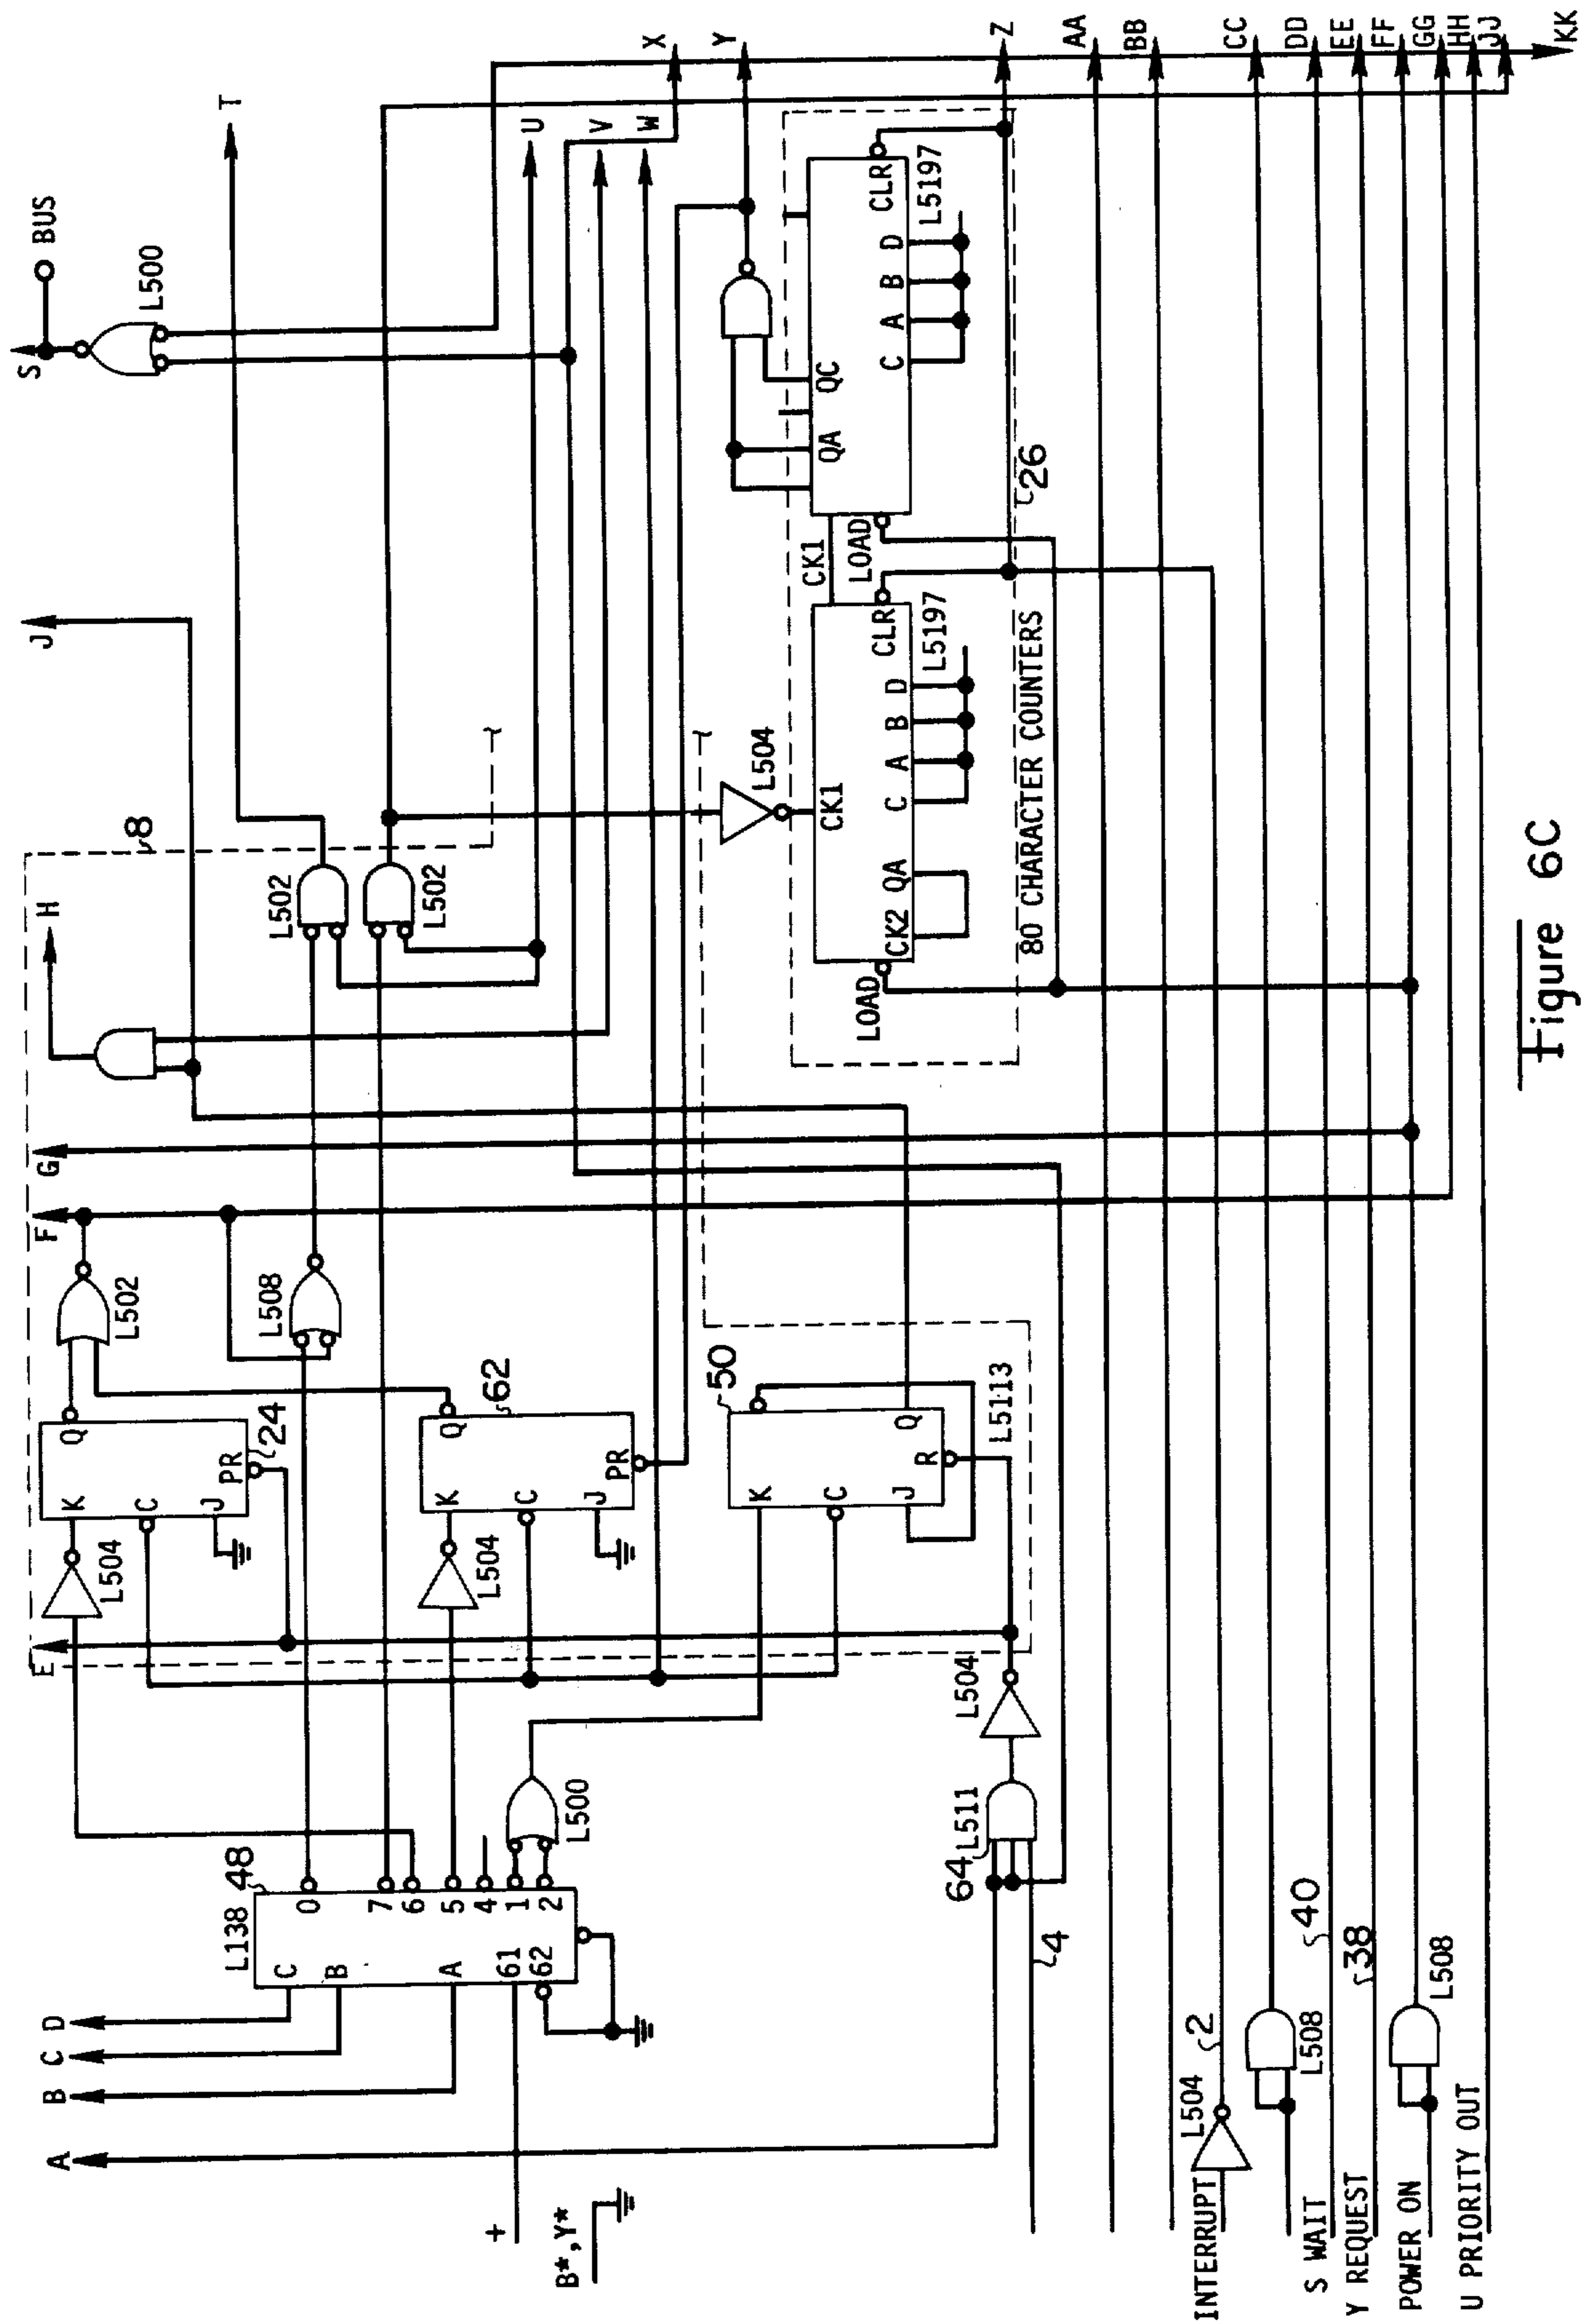 S
BUS
L500
T
X
Y
Z
AA
BB
CC
DD
EE
FF
GG
HH
JJ
KK
U
V
W
J
8
H
L502
L502
L504
CK1
QA
QC
CLR
L5197
C A B D
CK1
LOAD
26
CLR
L5197
C A B D
CK2 QA
LOAD
80 CHARACTER COUNTERS
G
F
L502
L508
Q
K
C
J
PR
24
L504
Q
62
K
C
J
PR
L504
50
K
C
J
Q
R
L5113
E
L504
L500
48
L138
C
B
A
61
62
0
7
6
5
4
1
2
64
L511
4
D
C
B
A
+
B*,Y*
INTERRUPT
L504
2
L508
S WAIT
40
Y REQUEST
38
POWER ON
L508
U PRIORITY OUT
Figure 6C